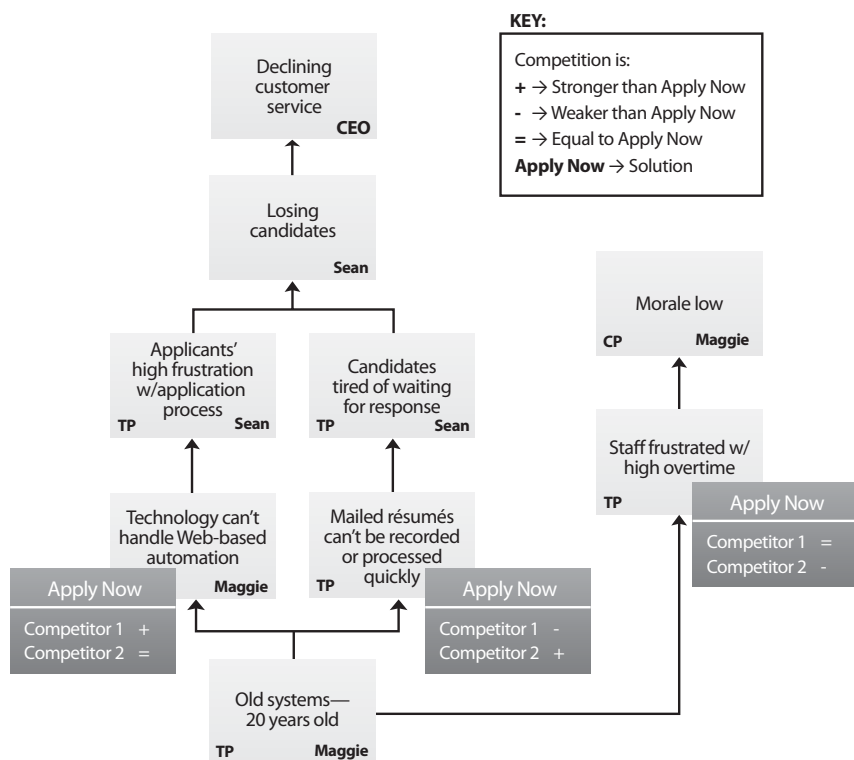 KEY:
Competition is:
+ → Stronger than Apply Now
- → Weaker than Apply Now
= → Equal to Apply Now
Apply Now → Solution
Declining
customer
service
CEO
Losing
candidates
Sean
Morale low
CP Maggie
Applicants'
high frustration
w/application
process
TP Sean
Candidates
tired of waiting
for response
TP Sean
Staff frustrated w/
high overtime
TP
Apply Now
Competitor 1 =
Competitor 2 -
Technology can't
handle Web-based
automation
Maggie
Apply Now
Competitor 1 +
Competitor 2 =
Mailed résumés
can't be recorded
or processed
quickly
TP
Apply Now
Competitor 1 -
Competitor 2 +
Old systems—
20 years old
TP Maggie